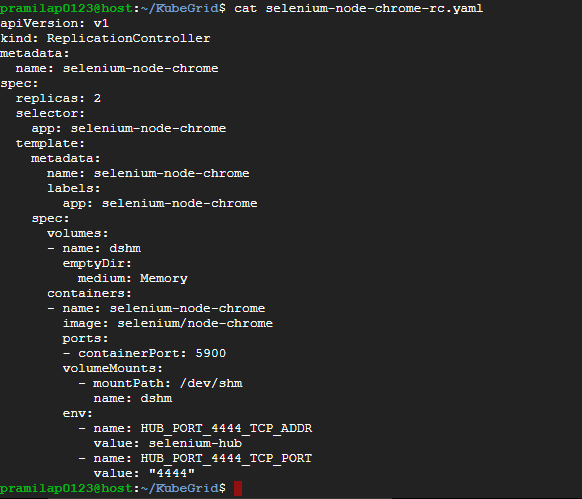 pramilap0123@host:~/KubeGrid$ cat selenium-node-chrome-rc.yaml
apiVersion: v1
kind: ReplicationController
metadata:
  name: selenium-node-chrome
spec:
  replicas: 2
  selector:
    app: selenium-node-chrome
  template:
    metadata:
      name: selenium-node-chrome
      labels:
        app: selenium-node-chrome
    spec:
      volumes:
      - name: dshm
        emptyDir:
          medium: Memory
      containers:
      - name: selenium-node-chrome
        image: selenium/node-chrome
        ports:
        - containerPort: 5900
        volumeMounts:
          - mountPath: /dev/shm
            name: dshm
        env:
          - name: HUB_PORT_4444_TCP_ADDR
            value: selenium-hub
          - name: HUB_PORT_4444_TCP_PORT
            value: "4444"
pramilap0123@host:~/KubeGrid$